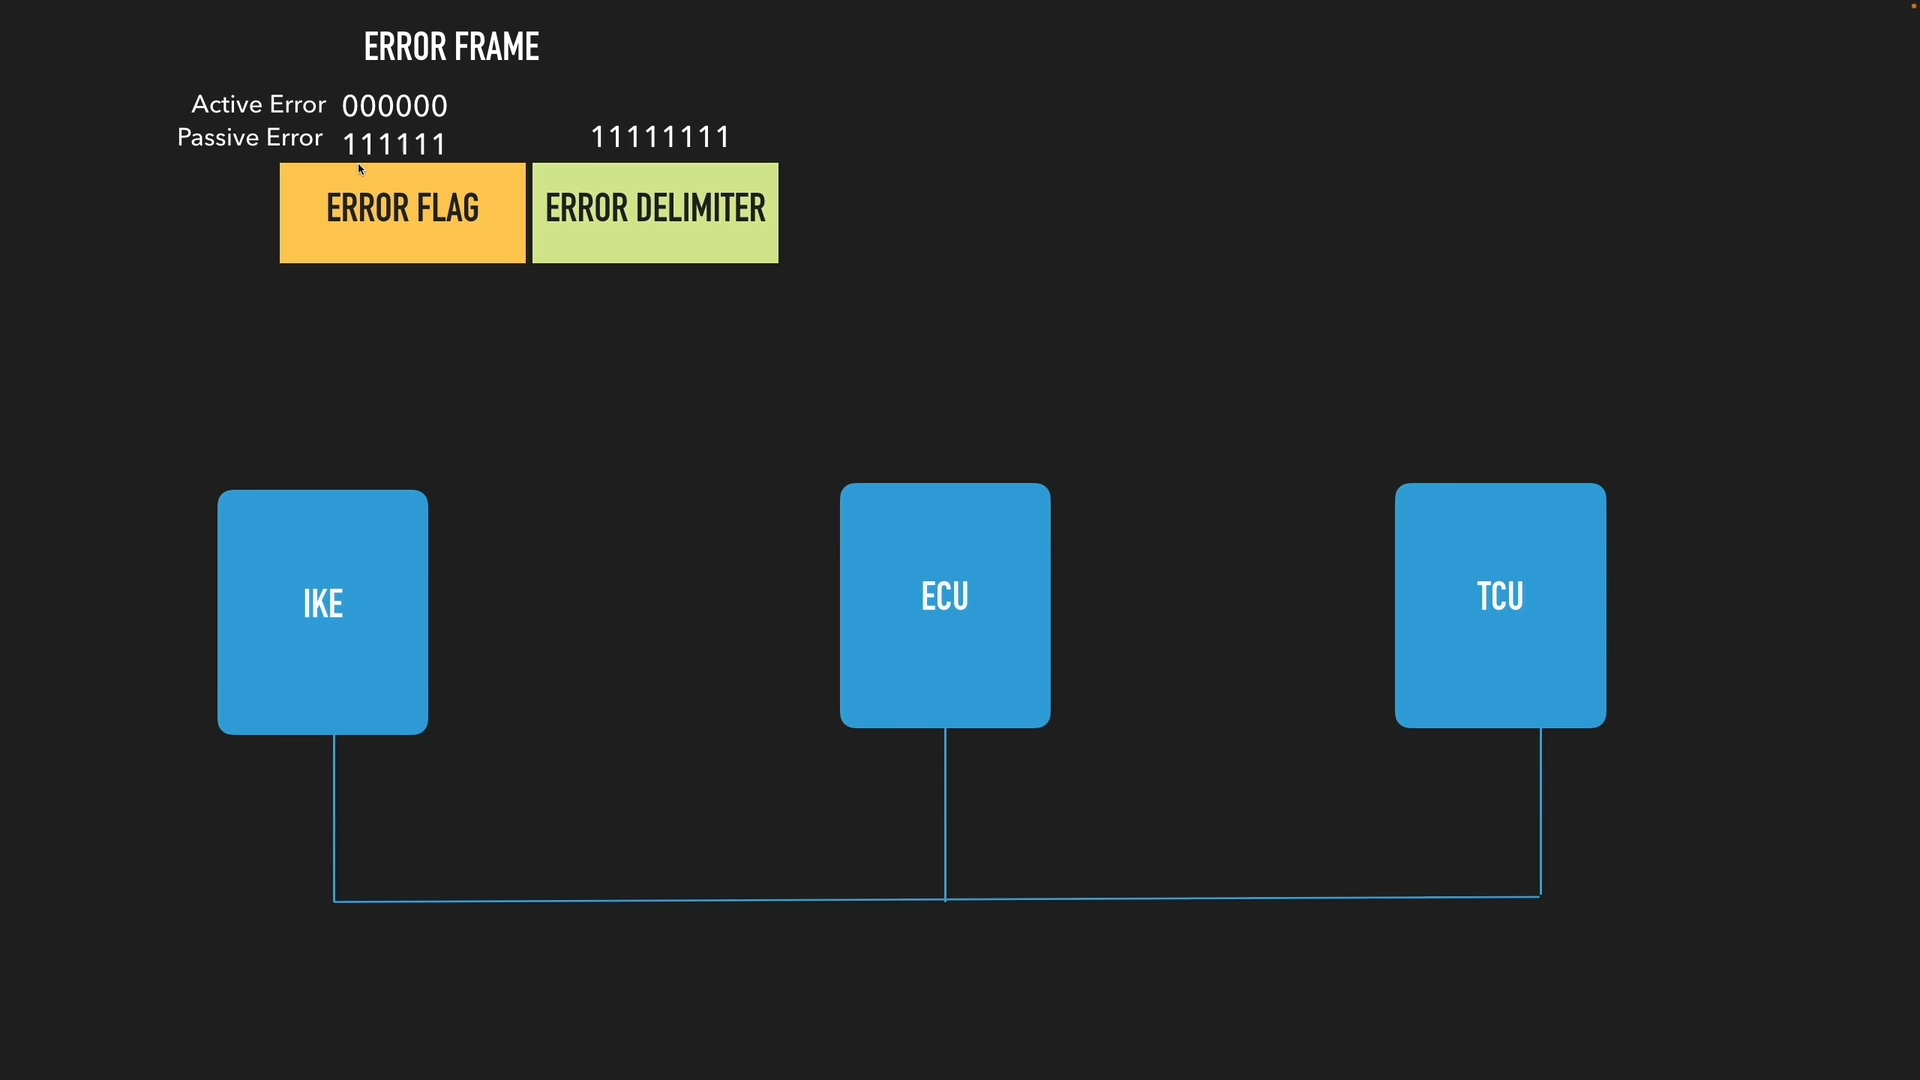 ERROR FRAME
Active Error 000000
Passive Error 111111
11111111
ERROR FLAG
ERROR DELIMITER
IKE
ECU
TCU